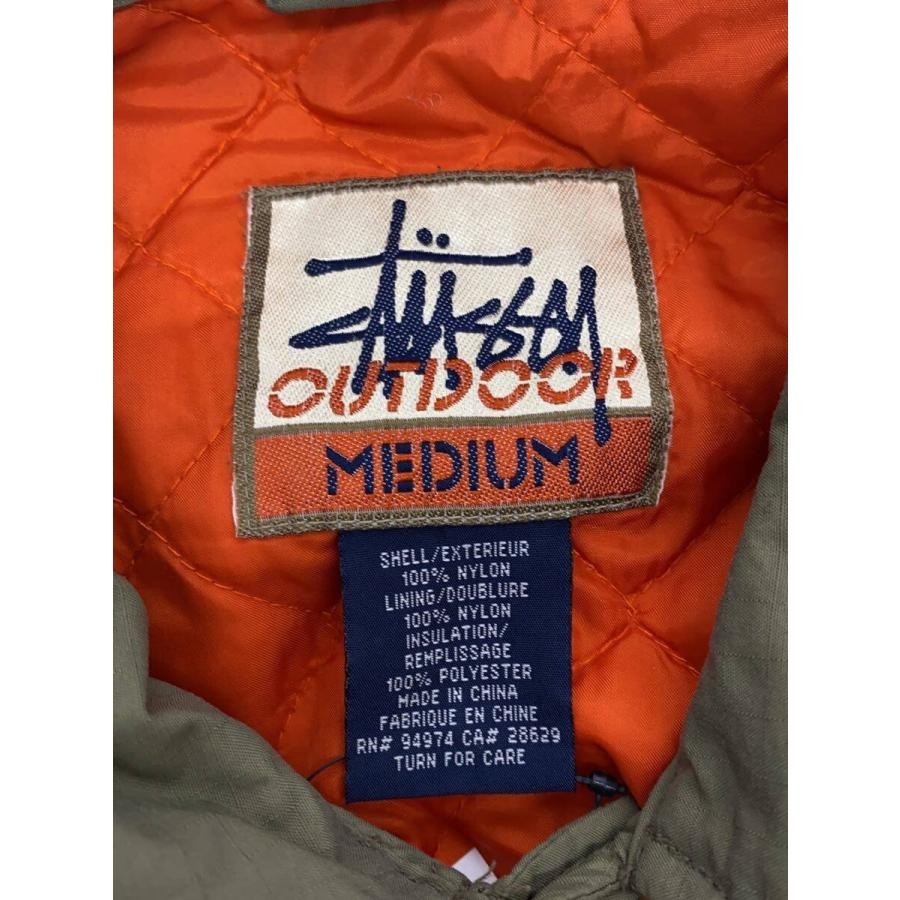 Stüssy
OUTDOOR
MEDIUM
SHELL/EXTERIEUR
100% NYLON
LINING/DOUBLURE
100% NYLON
INSULATION/
REMPLISSAGE
100% POLYESTER
MADE IN CHINA
FABRIQUE EN CHINE
RN# 94974 CA# 28629
TURN FOR CARE